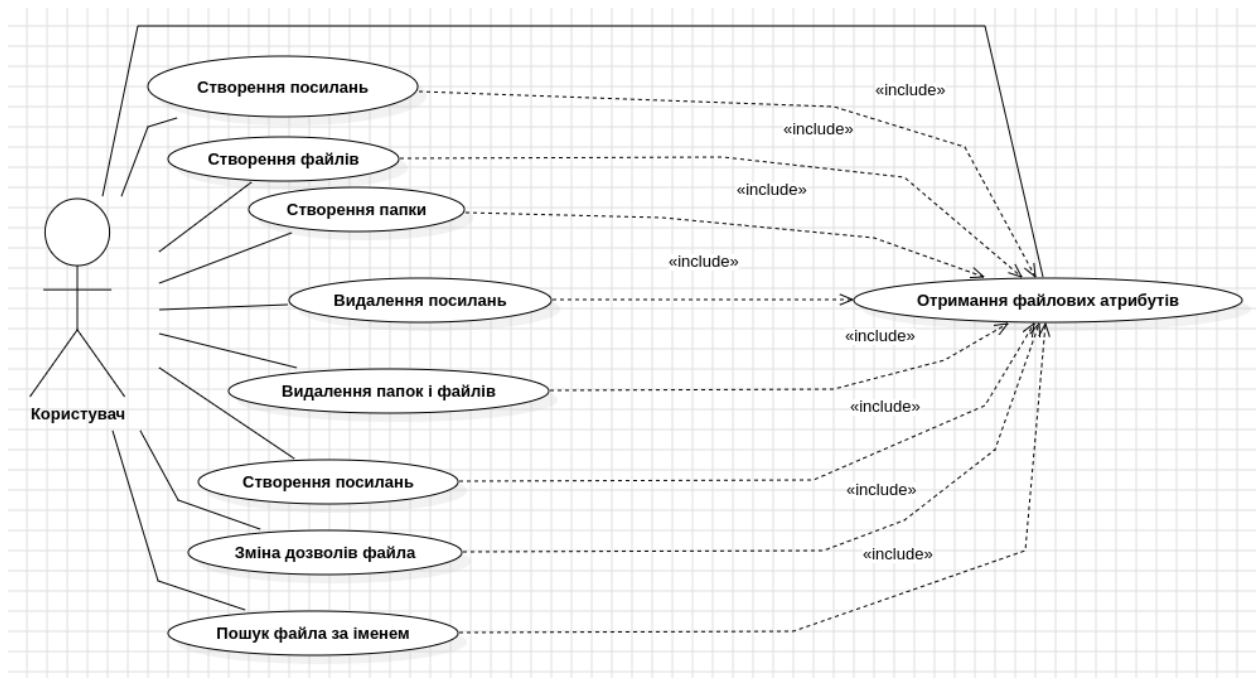 Створення посилань
«include»
«include»
Створення файлів
«include»
Створення папки
«include»
Видалення посилань
Отримання файлових атрибутів
«include»
Видалення папок і файлів
«include»
Користувач
Створення посилань
«include»
Зміна дозволів файла
«include»
Пошук файла за іменем